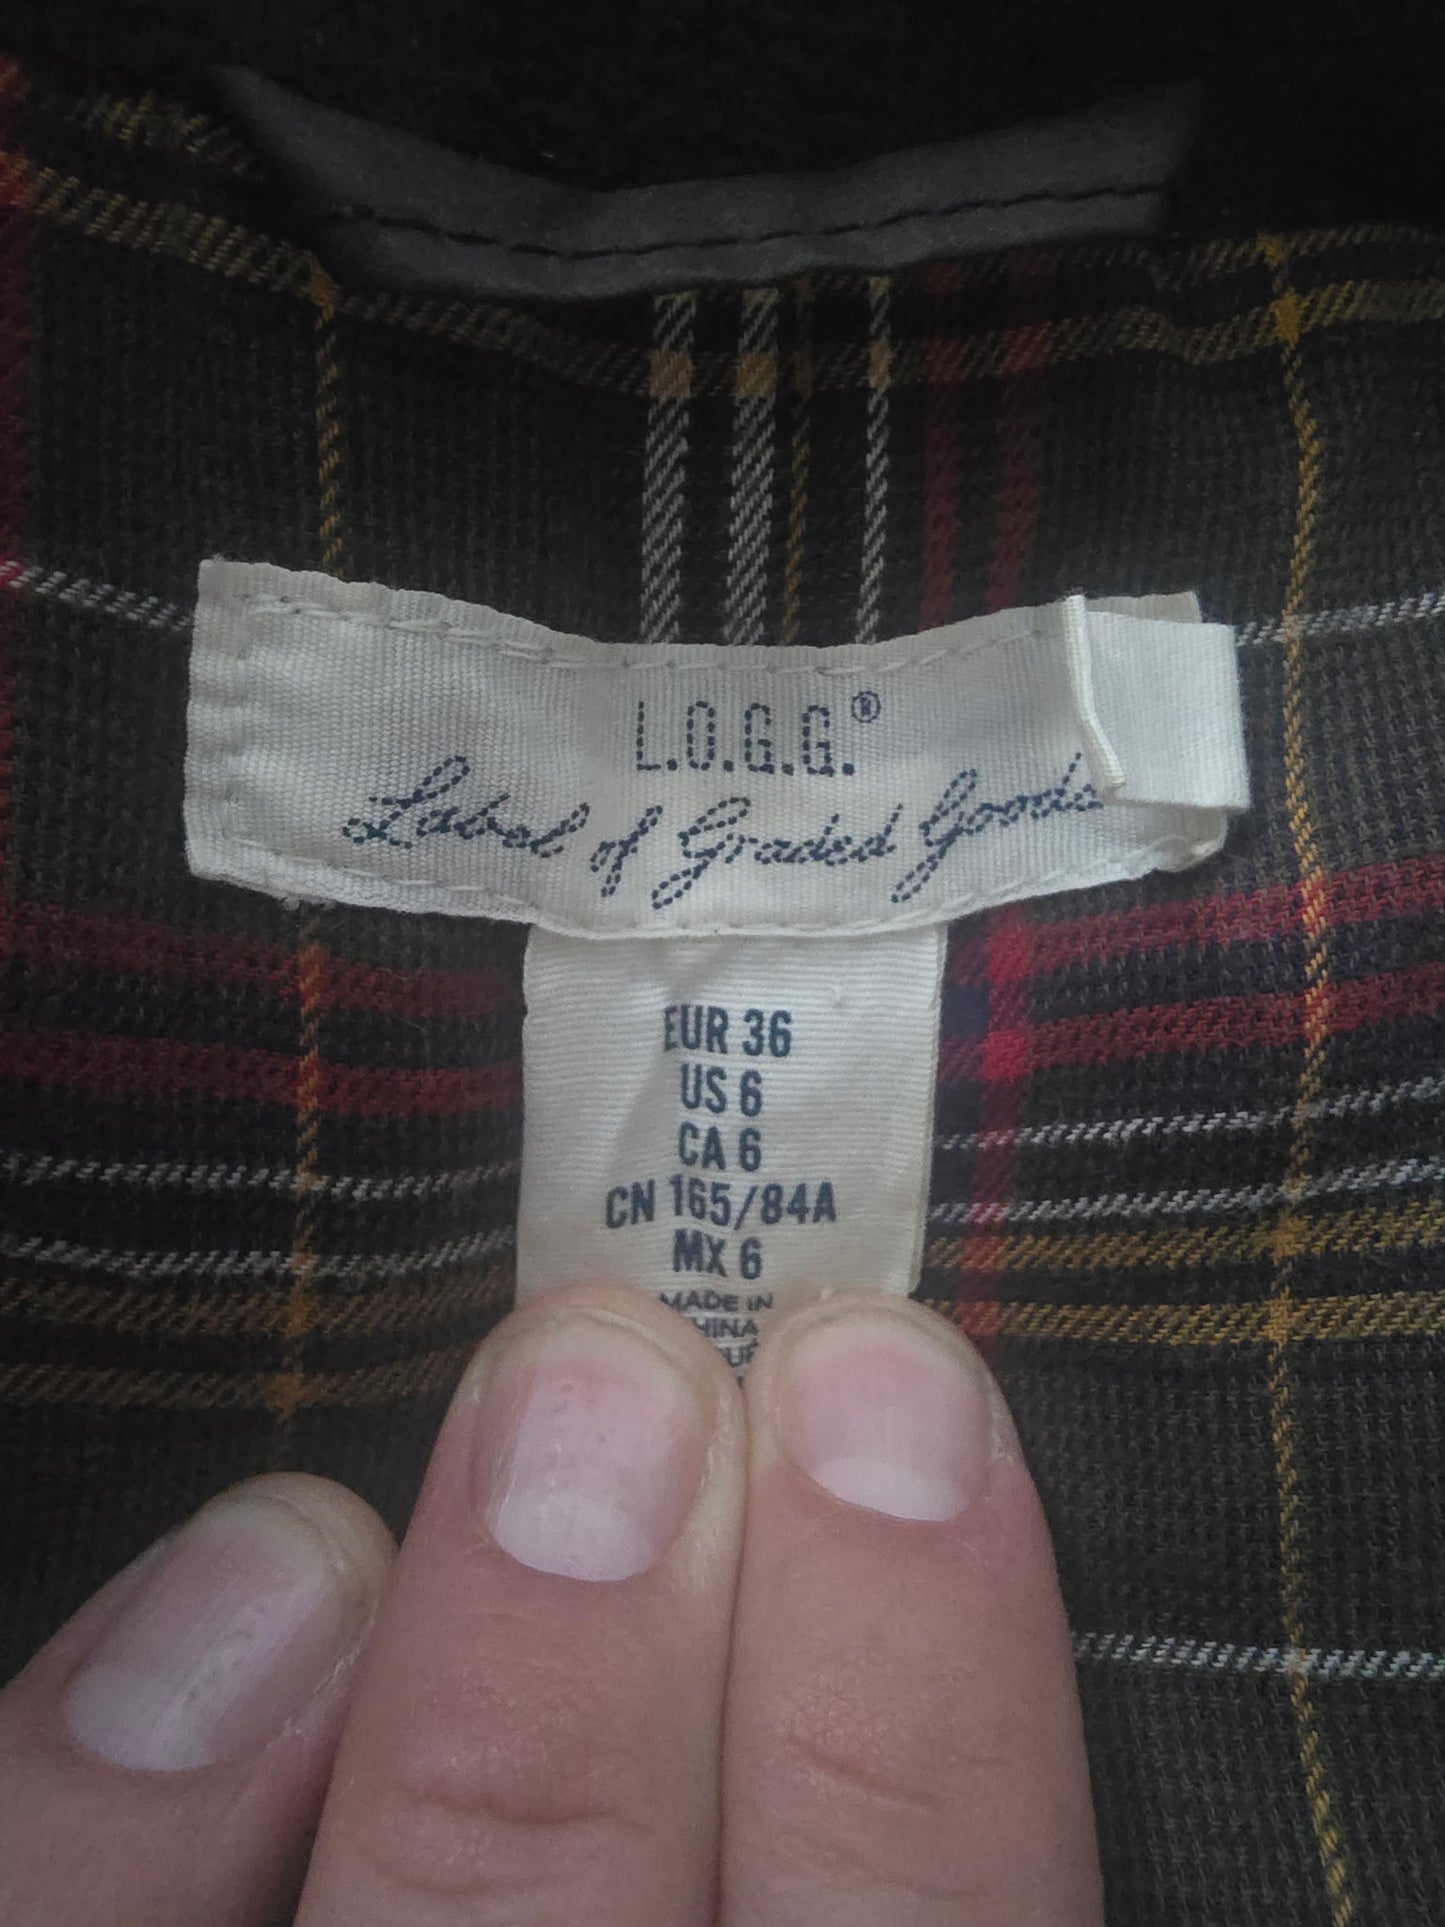 L.O.G.G.®
Label of Graded Goods
EUR 36
US 6
CA 6
CN 165/84A
MX 6
MADE IN